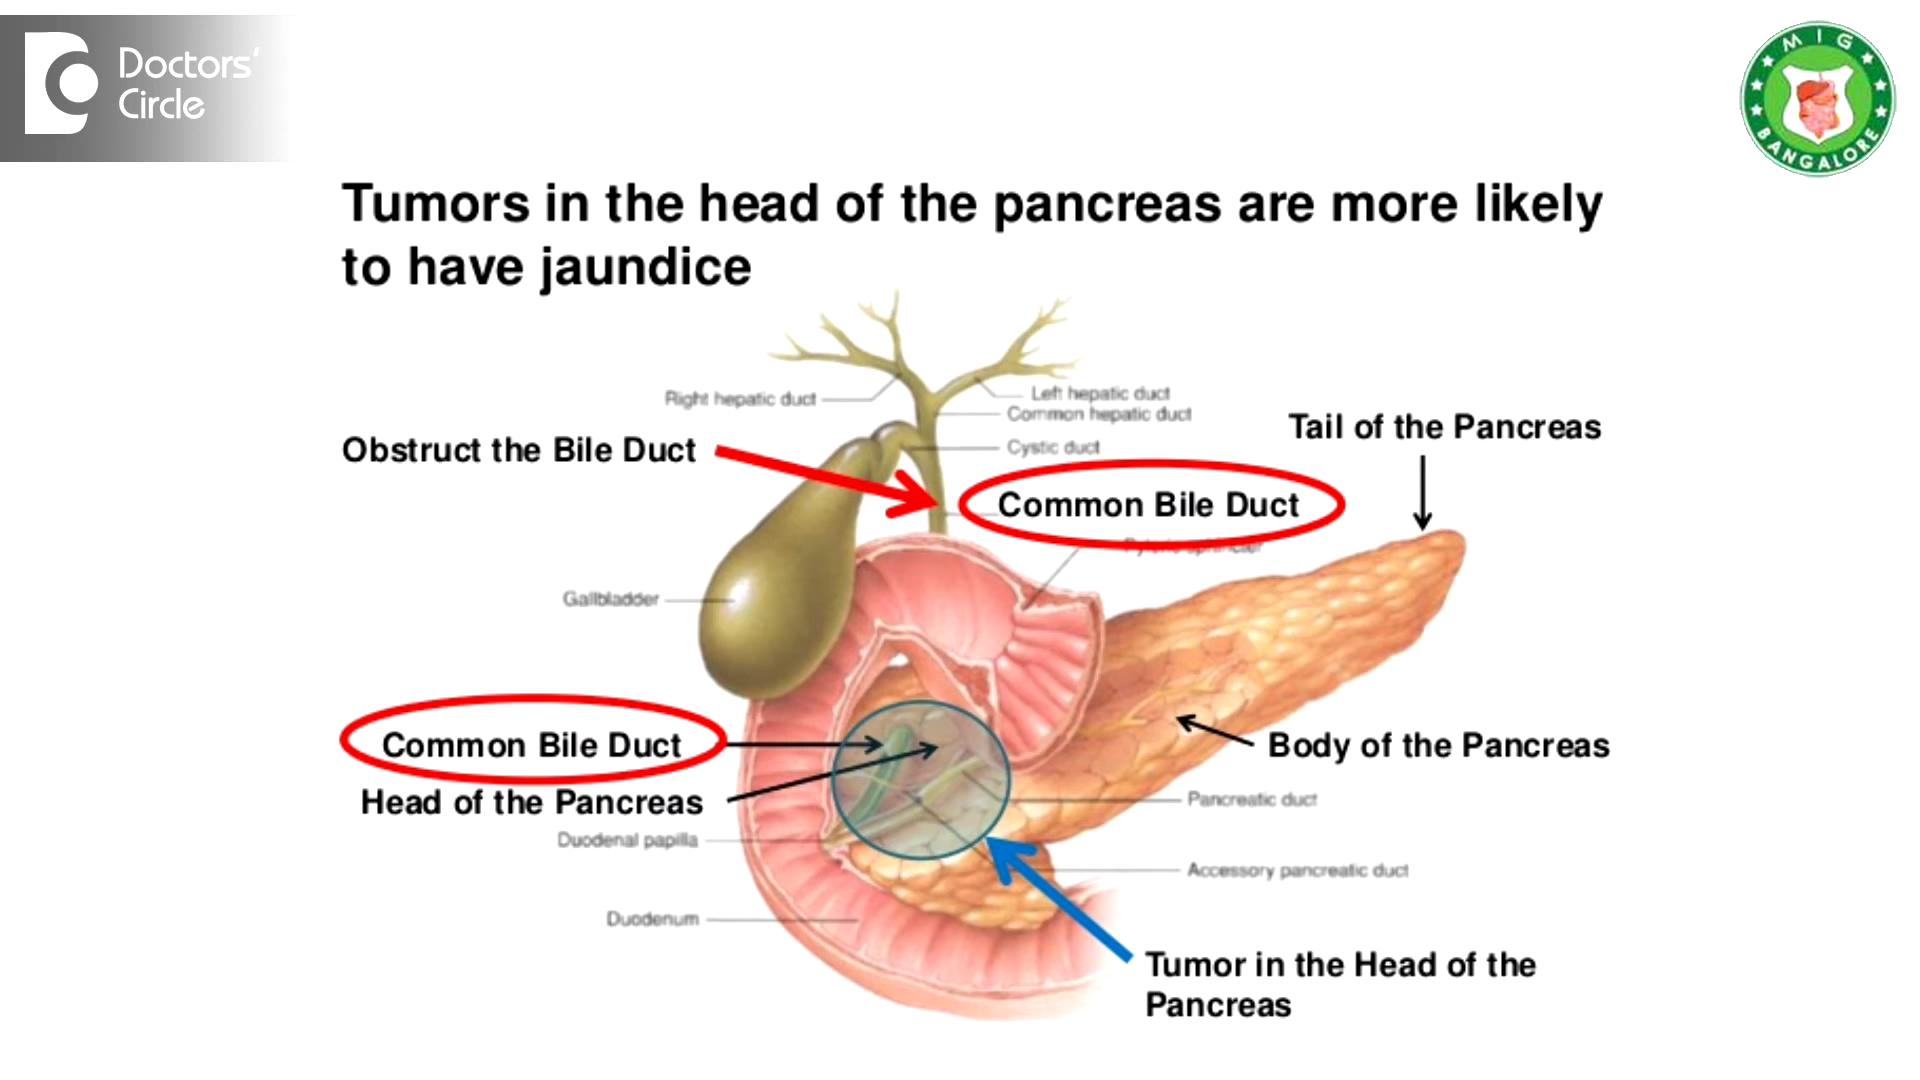 Doctors'
Circle
MIG
BANGALORE
Tumors in the head of the pancreas are more likely
to have jaundice
Right hepatic duct
Left hepatic duct
Common hepatic duct
Tail of the Pancreas
Obstruct the Bile Duct
Cystic duct
Common Bile Duct
Gallbladder
Common Bile Duct
Body of the Pancreas
Head of the Pancreas
Pancreatic duct
Duodenal papilla
Accessory pancreatic duct
Duodenum
Tumor in the Head of the
Pancreas